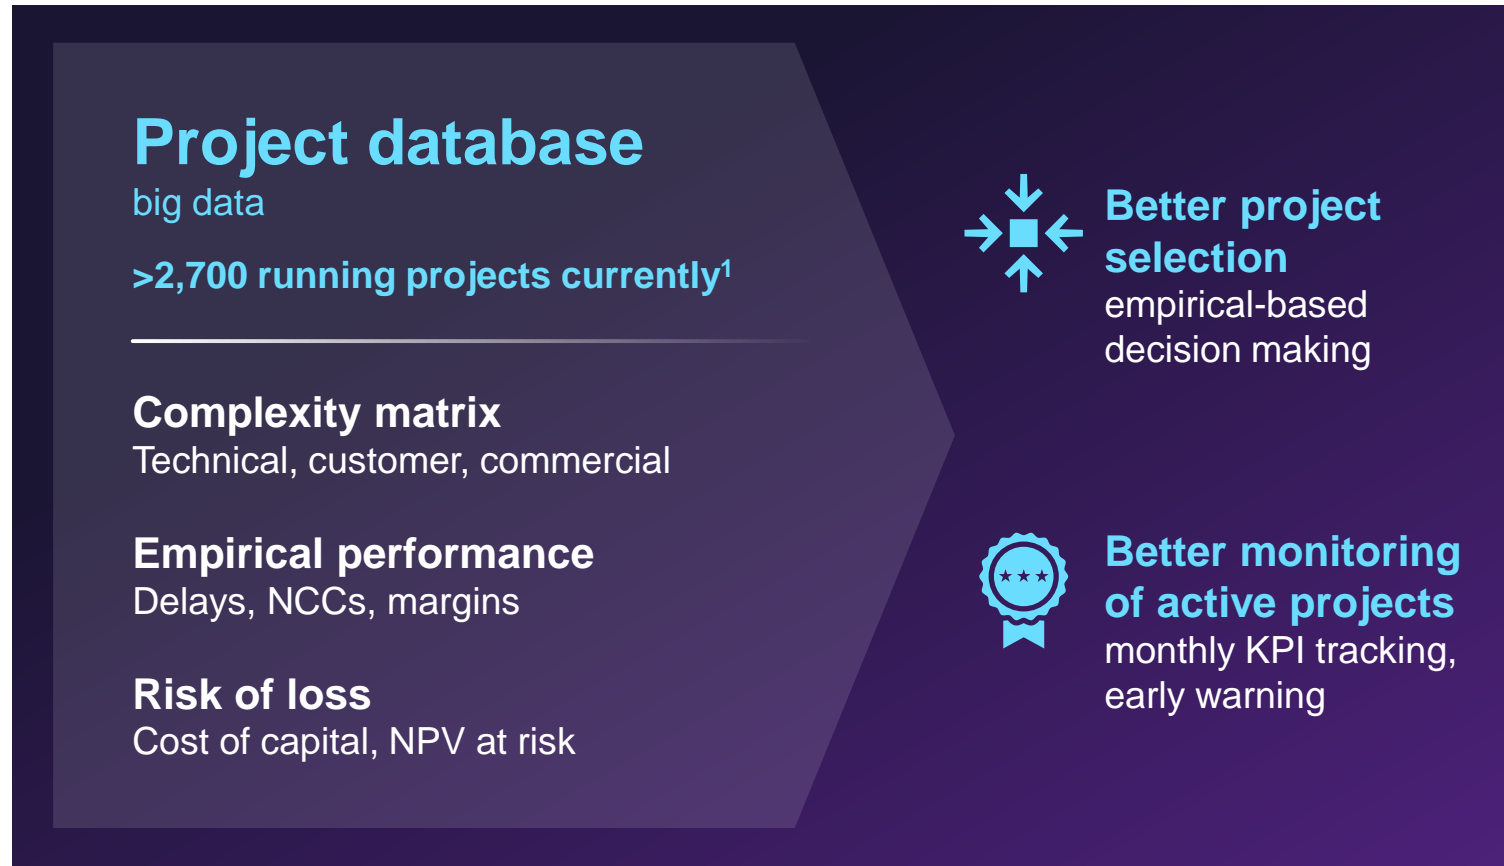 Project database
big data
>2,700 running projects currently¹
Complexity matrix
Technical, customer, commercial
Empirical performance
Delays, NCCs, margins
Risk of loss
Cost of capital, NPV at risk
Better project
selection
empirical-based
decision making
Better monitoring
of active projects
monthly KPI tracking,
early warning